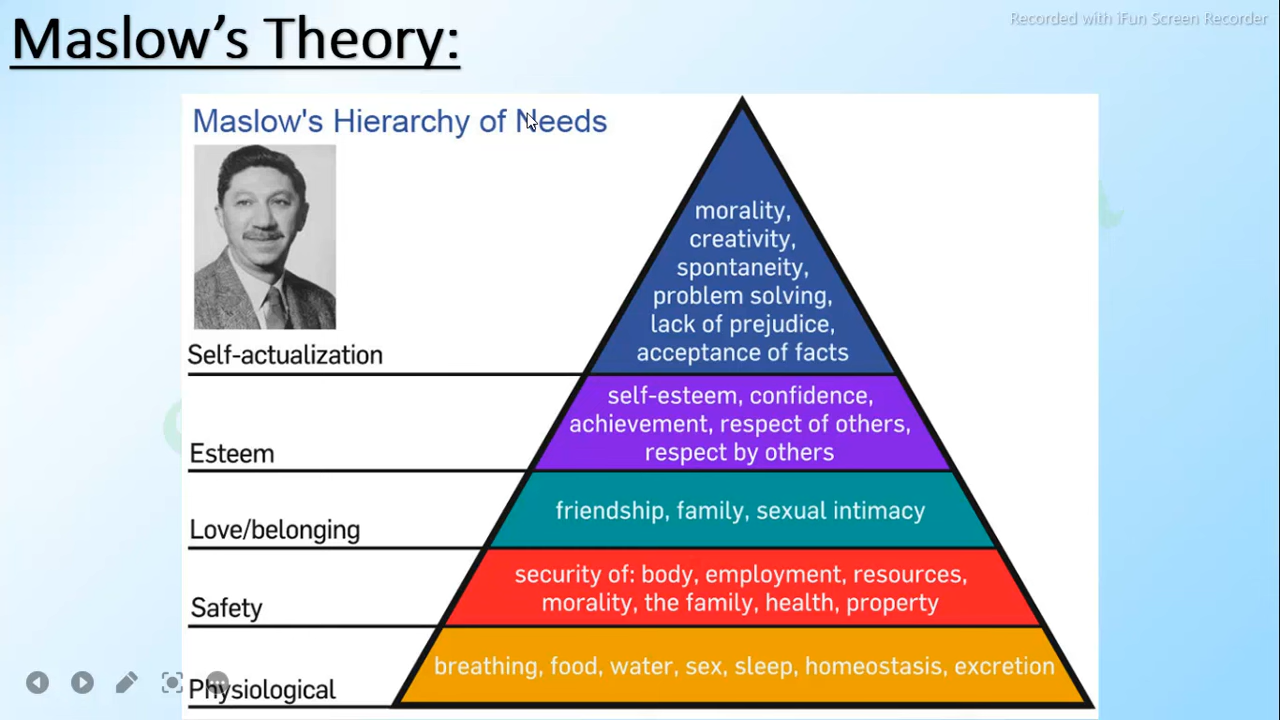 Maslow's Theory:
Recorded with iFun Screen Recorder
Maslow's Hierarchy of Needs
morality,
creativity,
spontaneity,
problem solving,
lack of prejudice,
acceptance of facts
Self-actualization
self-esteem, confidence,
achievement, respect of others,
respect by others
Esteem
friendship, family, sexual intimacy
Love/belonging
security of: body, employment, resources,
morality, the family, health, property
Safety
breathing, food, water, sex, sleep, homeostasis, excretion
Physiological